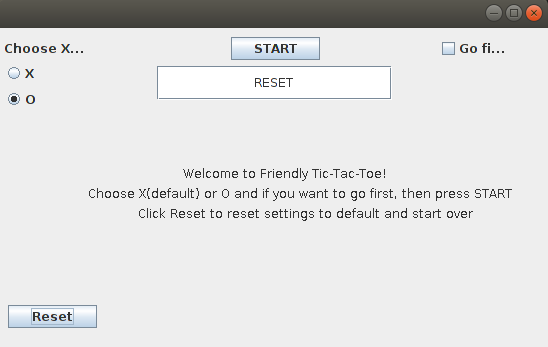 Choose X...
START
Go fi...
X
RESET
O
Welcome to Friendly Tic-Tac-Toe!
Choose X(default) or O and if you want to go first, then press START
Click Reset to reset settings to default and start over
Reset